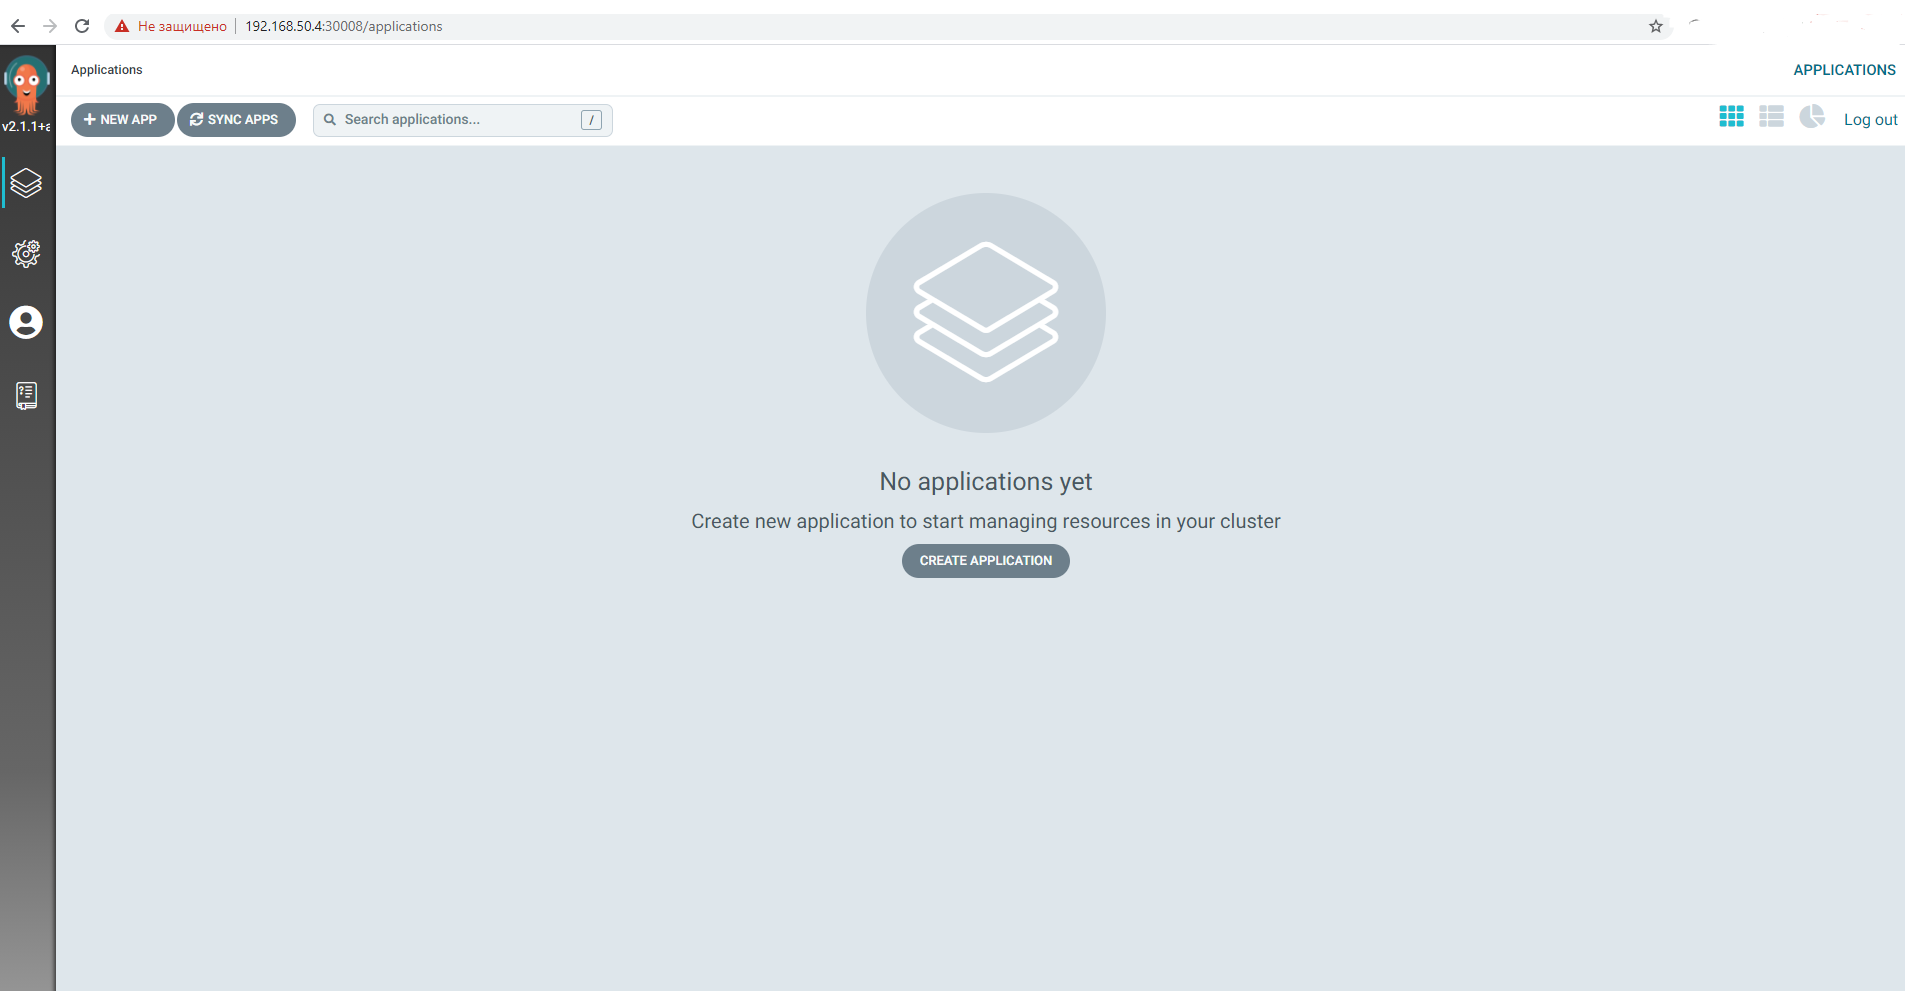 Не защищено 192.168.50.4:30008/applications
Applications
APPLICATIONS
v2.1.1+a
NEW APP
SYNC APPS
Search applications...
/
Log out
No applications yet
Create new application to start managing resources in your cluster
CREATE APPLICATION